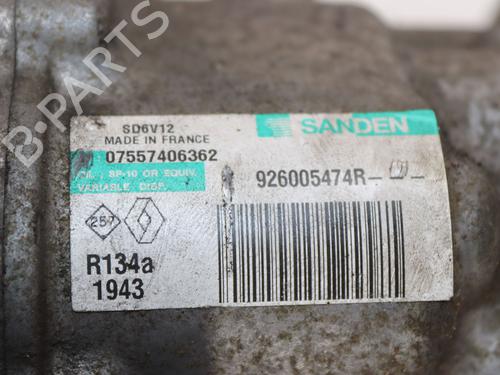 B-PARTS
SD6V12
MADE IN FRANCE
SANDEN
07557406362
OIL : SP-10 OR EQUIV.
VARIABLE DISP.
926005474R- -
257
R134a
1943